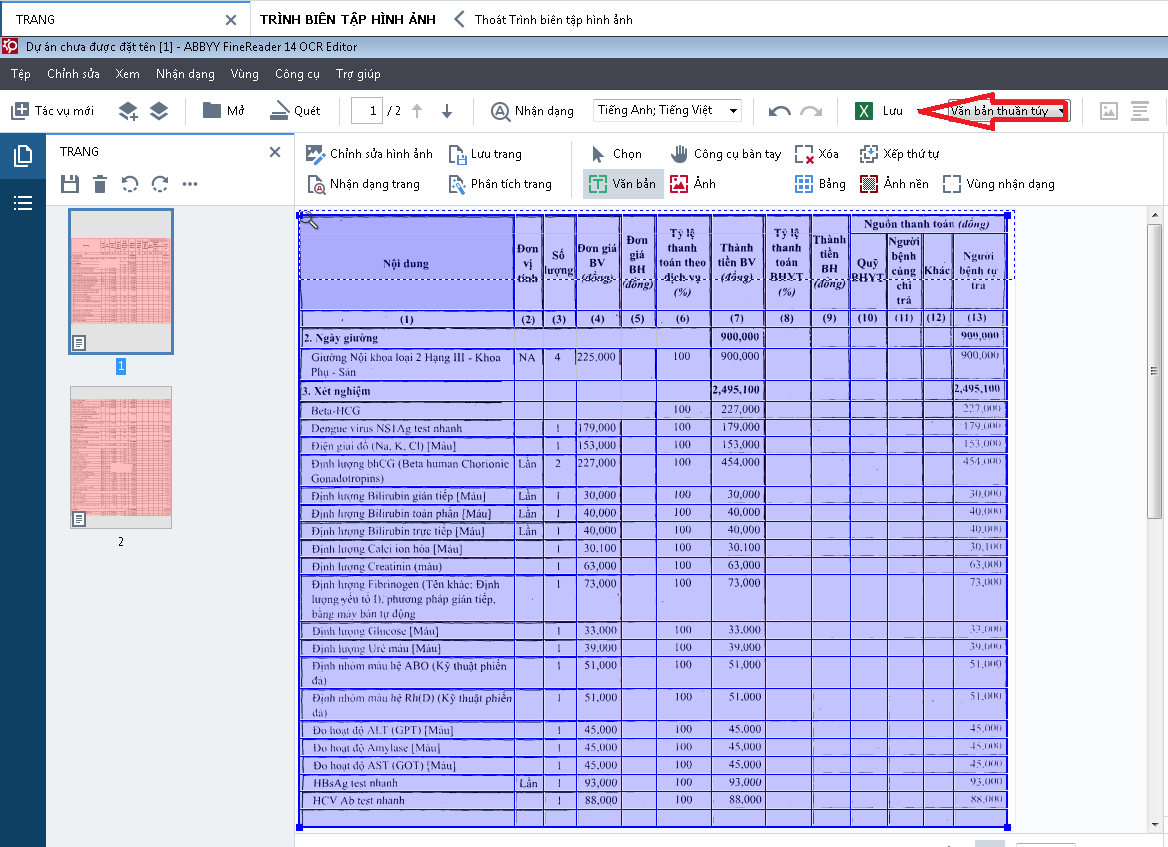 TRANG
TRÌNH BIÊN TẬP HÌNH ẢNH
Thoát Trình biên tập hình ảnh
Dự án chưa được đặt tên [1] - ABBYY FineReader 14 OCR Editor
Tệp Chỉnh sửa Xem Nhận dạng Vùng Công cụ Trợ giúp
Tác vụ mới Mở Quét 1 / 2 Nhận dạng Tiếng Anh; Tiếng Việt Lưu Văn bản thuần túy
TRANG
Chỉnh sửa hình ảnh Lưu trang Chọn Công cụ bàn tay Xóa Xếp thứ tự
Nhận dạng trang Phân tích trang Văn bản Ảnh Bảng Ảnh nền Vùng nhận dạng
1
2
Nội dung
Đơn vị tính
Số lượng
Đơn giá BV (đồng)
Đơn giá BH (đồng)
Tỷ lệ thanh toán theo dịch vụ (%)
Thành tiền BV (đồng)
Tỷ lệ thanh toán BHYT (%)
Thành tiền BH (đồng)
Nguồn thanh toán (đồng)
Quỹ BHYT
Người bệnh cùng chi trả
Khác
Người bệnh tự trả
(1) (2) (3) (4) (5) (6) (7) (8) (9) (10) (11) (12) (13)
2. Ngày giường 900,000 900,000
Giường Nội khoa loại 2 Hạng III - Khoa NA 4 225,000 100 900,000 900,000
Phụ - Sản
3. Xét nghiệm 2,495,100 2,495,100
Beta-HCG 100 227,000 227,000
Dengue virus NS1Ag test nhanh 1 179,000 100 179,000 179,000
Điện giải đồ (Na, K, Cl) [Máu] 1 153,000 100 153,000 153,000
Định lượng bhCG (Beta human Chorionic Lần 2 227,000 100 454,000 454,000
Gonadotropins)
Định lượng Bilirubin gián tiếp [Máu] Lần 1 30,000 100 30,000 30,000
Định lượng Bilirubin toàn phần [Máu] Lần 1 40,000 100 40,000 40,000
Định lượng Bilirubin trực tiếp [Máu] Lần 1 40,000 100 40,000 40,000
Định lượng Calci ion hóa [Máu] 1 30,100 100 30,100 30,100
Định lượng Creatinin (máu) 1 63,000 100 63,000 63,000
Định lượng Fibrinogen (Tên khác: Định 1 73,000 100 73,000 73,000
lượng yếu tố I), phương pháp gián tiếp,
bằng máy bán tự động
Định lượng Glucose [Máu] 1 33,000 100 33,000 33,000
Định lượng Urê máu [Máu] 1 39,000 100 39,000 39,000
Định nhóm máu hệ ABO (Kỹ thuật phiến 1 51,000 100 51,000 51,000
đá)
Định nhóm máu hệ Rh(D) (Kỹ thuật phiến 1 51,000 100 51,000 51,000
đá)
Đo hoạt độ ALT (GPT) [Máu] 1 45,000 100 45,000 45,000
Đo hoạt độ Amylase [Máu] 1 45,000 100 45,000 45,000
Đo hoạt độ AST (GOT) [Máu] 1 45,000 100 45,000 45,000
HBsAg test nhanh Lần 1 93,000 100 93,000 93,000
HCV Ab test nhanh 1 88,000 100 88,000 88,000